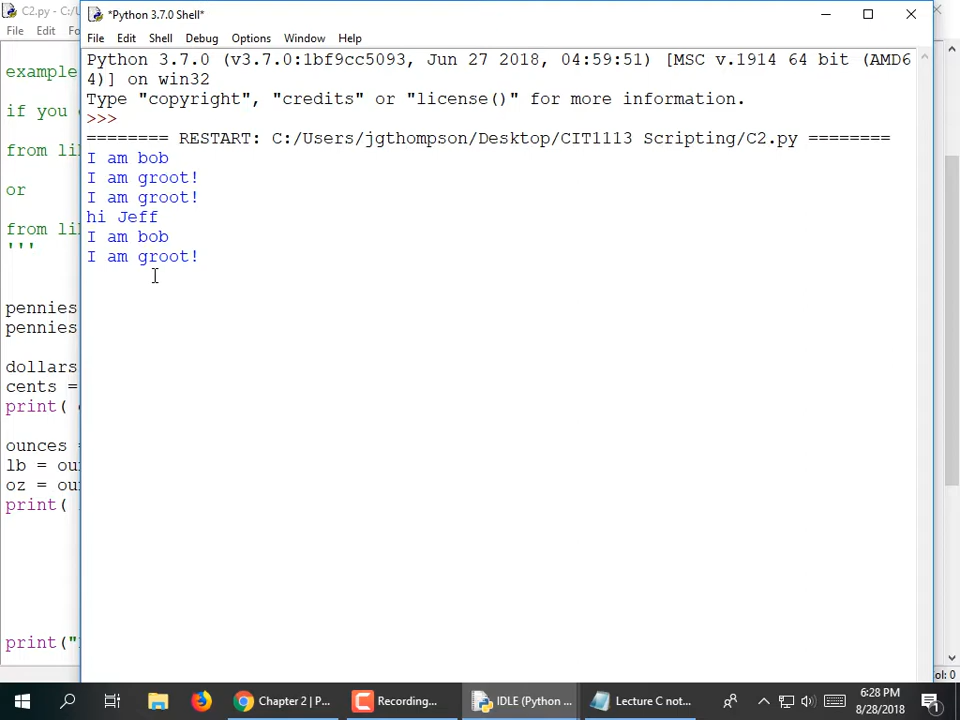 C2.py - C:/U
File Edit Fo
example
if you
from li
or
from li
'''
pennies
pennies
dollars
cents =
print(
ounces
lb = ou
oz = ou
print(
print("
*Python 3.7.0 Shell*
File Edit Shell Debug Options Window Help
Python 3.7.0 (v3.7.0:1bf9cc5093, Jun 27 2018, 04:59:51) [MSC v.1914 64 bit (AMD6
4)] on win32
Type "copyright", "credits" or "license()" for more information.
>>>
======== RESTART: C:/Users/jgthompson/Desktop/CIT1113 Scripting/C2.py ========
I am bob
I am groot!
I am groot!
hi Jeff
I am bob
I am groot!
ol: 0
Chapter 2 | P...
Recording...
IDLE (Python ...
Lecture C not...
6:28 PM
8/28/2018
1